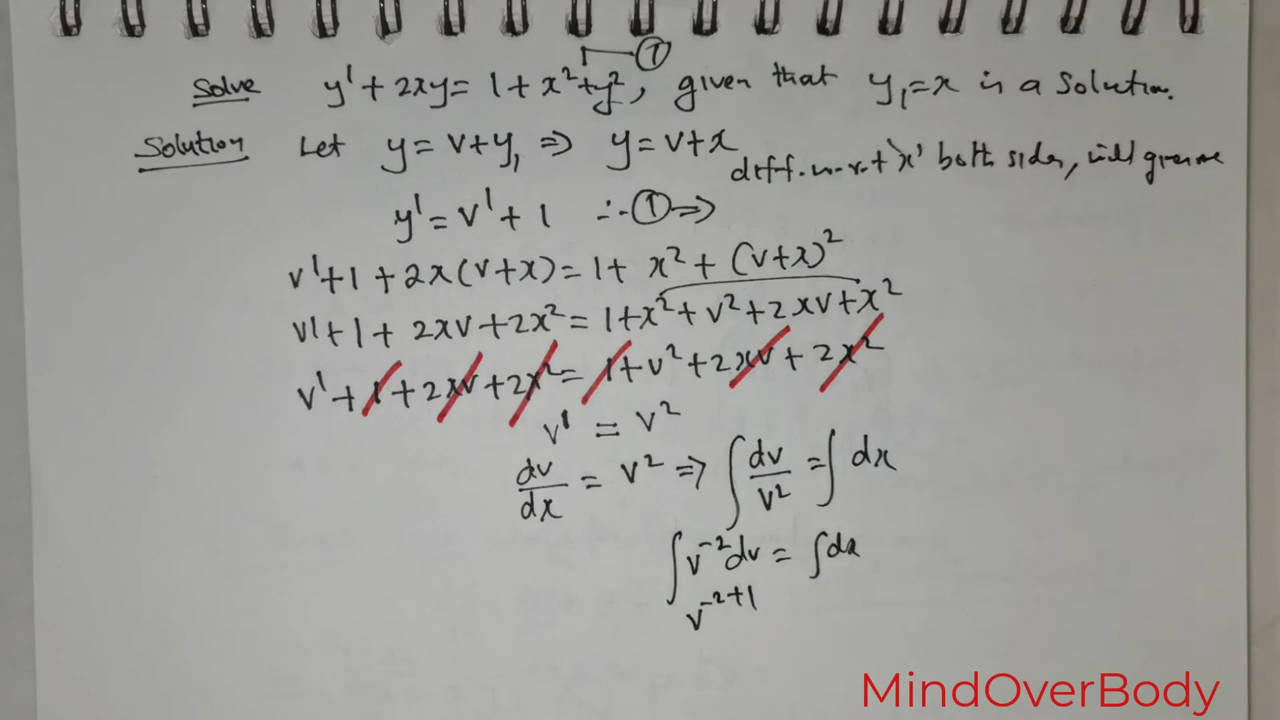 ①
Solve y' + 2xy = 1 + x² + y², given that y₁ = x is a solution.
Solution Let y = v + y₁ ⇒ y = v + x
diff. w.r.t 'x' both sides, will give me
y' = v' + 1 ∴ ① ⇒
v' + 1 + 2x(v+x) = 1 + x² + (v+x)²
v' + 1 + 2xv + 2x² = 1 + x² + v² + 2xv + x²
v' + 1 + 2xv + 2x² = 1 + v² + 2xv + 2x²
v' = v²
dv/dx = v² ⇒ ∫ dv/v² = ∫ dx
∫ v⁻² dv = ∫ dx
v⁻²⁺¹
MindOverBody